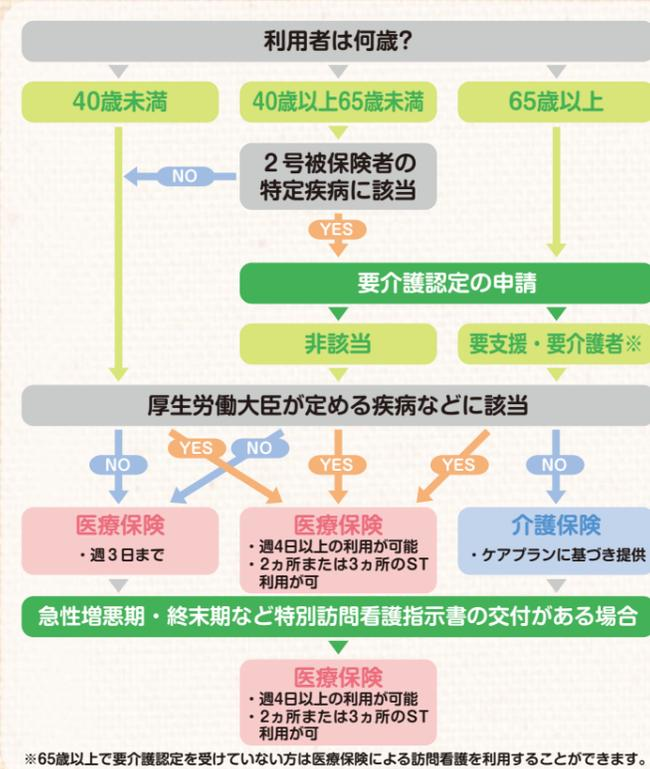 利用者は何歳?
40歳未満
40歳以上65歳未満
65歳以上
2号被保険者の
特定疾病に該当
NO
YES
要介護認定の申請
非該当
要支援・要介護者※
厚生労働大臣が定める疾病などに該当
NO
YES
NO
YES
YES
NO
医療保険
・週3日まで
医療保険
・週4日以上の利用が可能
・2ヵ所または3ヵ所のST
利用が可
介護保険
・ケアプランに基づき提供
急性増悪期・終末期など特別訪問看護指示書の交付がある場合
医療保険
・週4日以上の利用が可能
・2ヵ所または3ヵ所のST
利用が可
※65歳以上で要介護認定を受けていない方は医療保険による訪問看護を利用することができます。